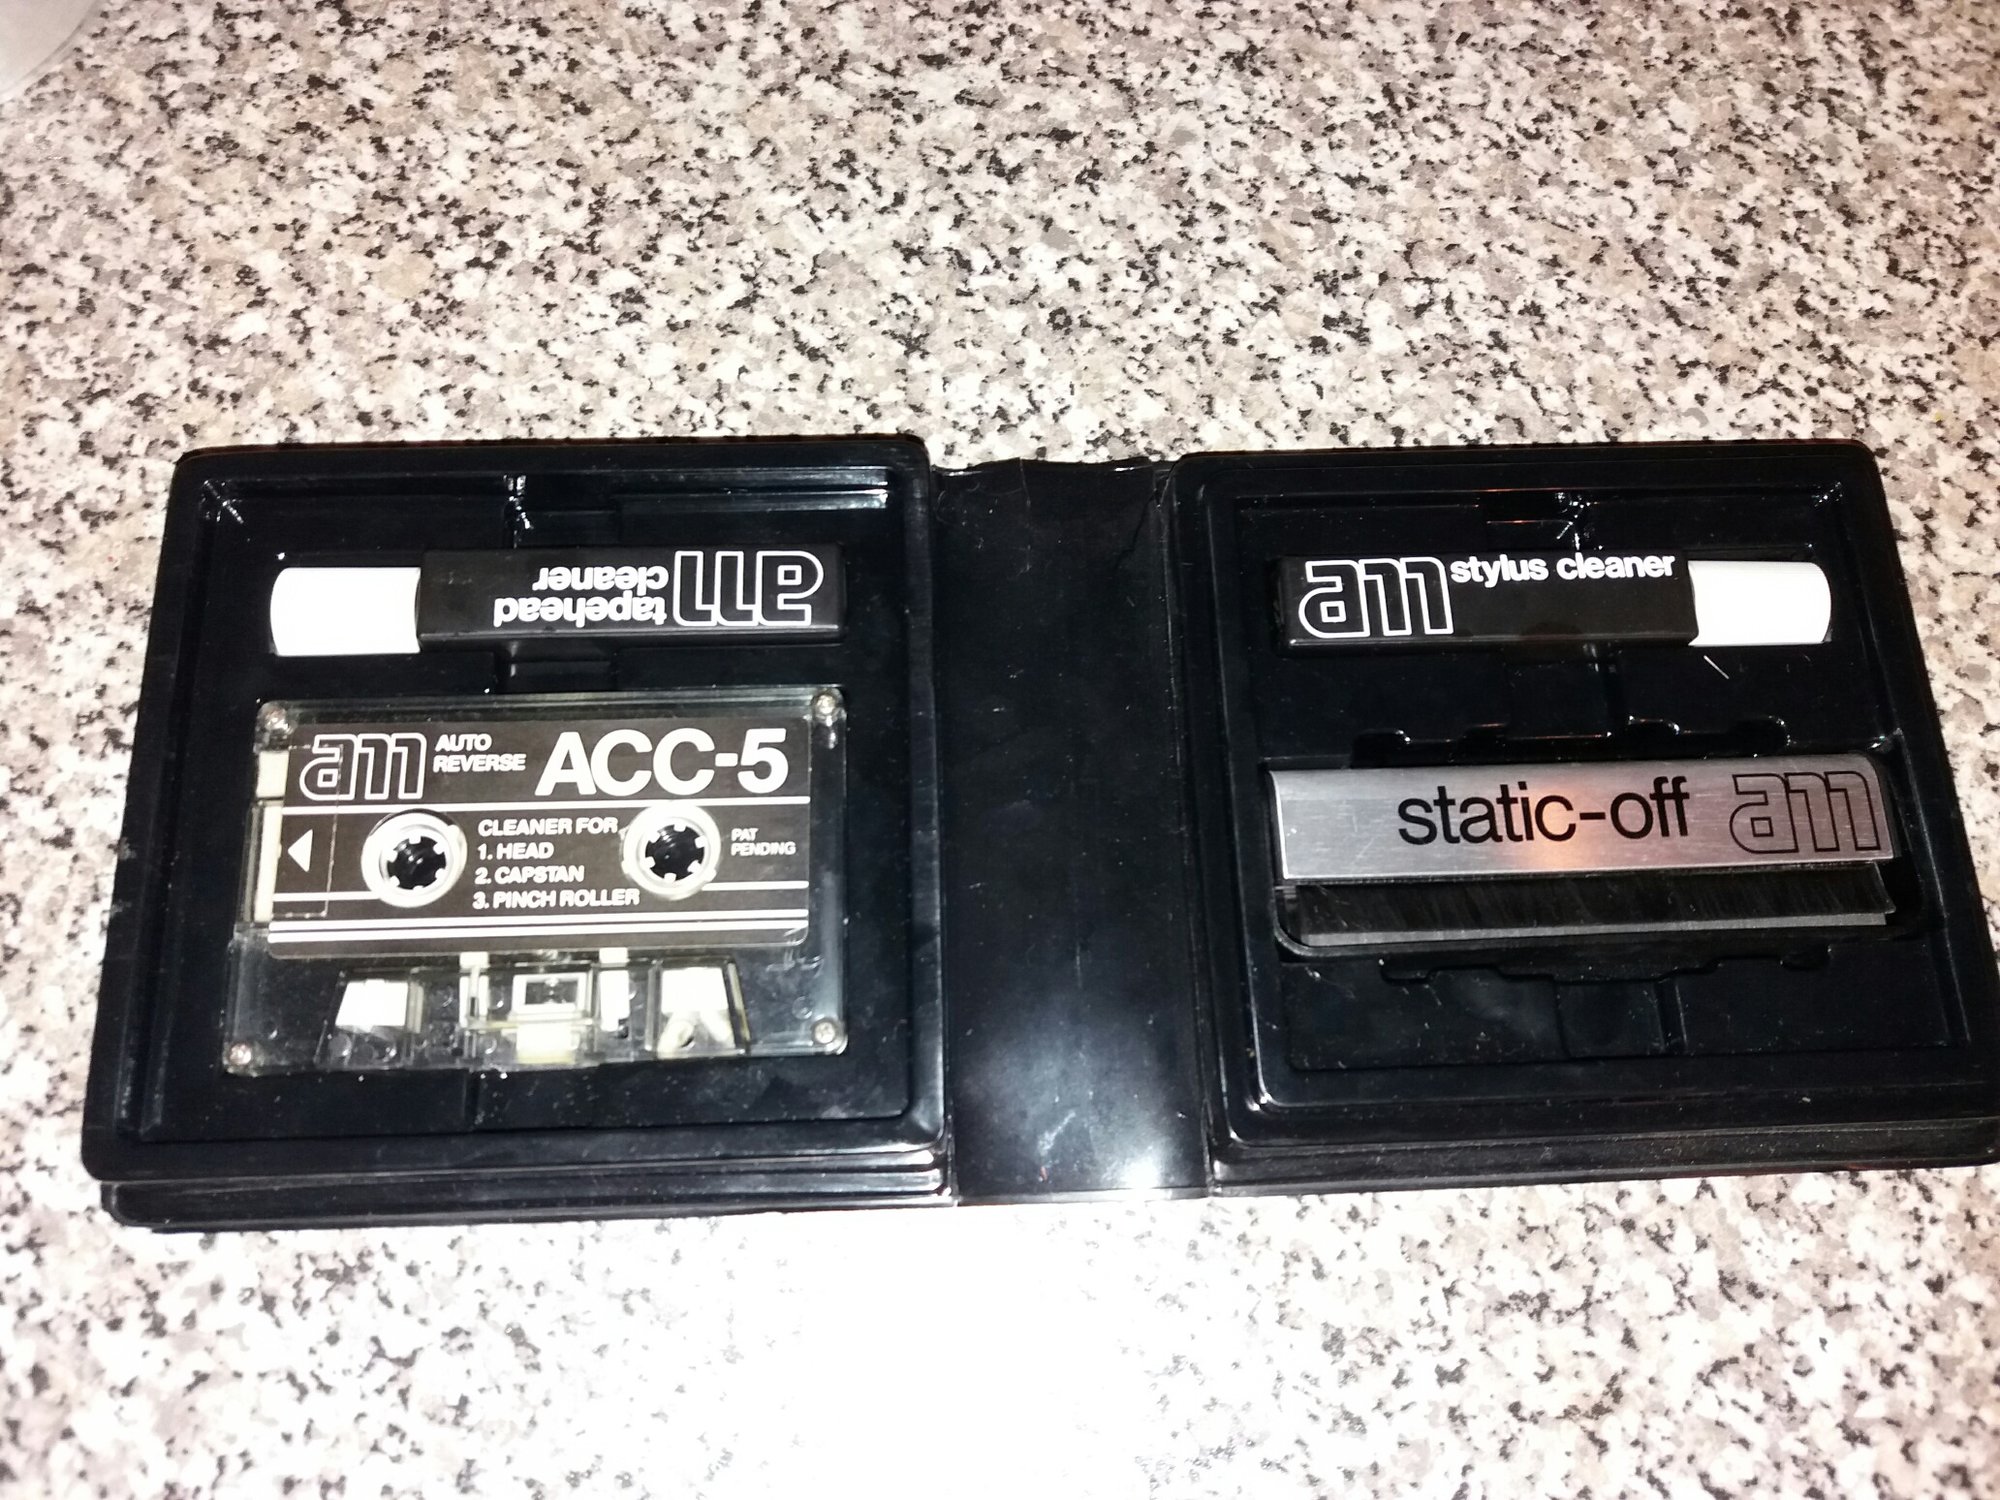 am tapehead
cleaner
am AUTO
REVERSE
ACC-5
CLEANER FOR
1. HEAD
2. CAPSTAN
3. PINCH ROLLER
PAT
PENDING
am stylus cleaner
static-off am